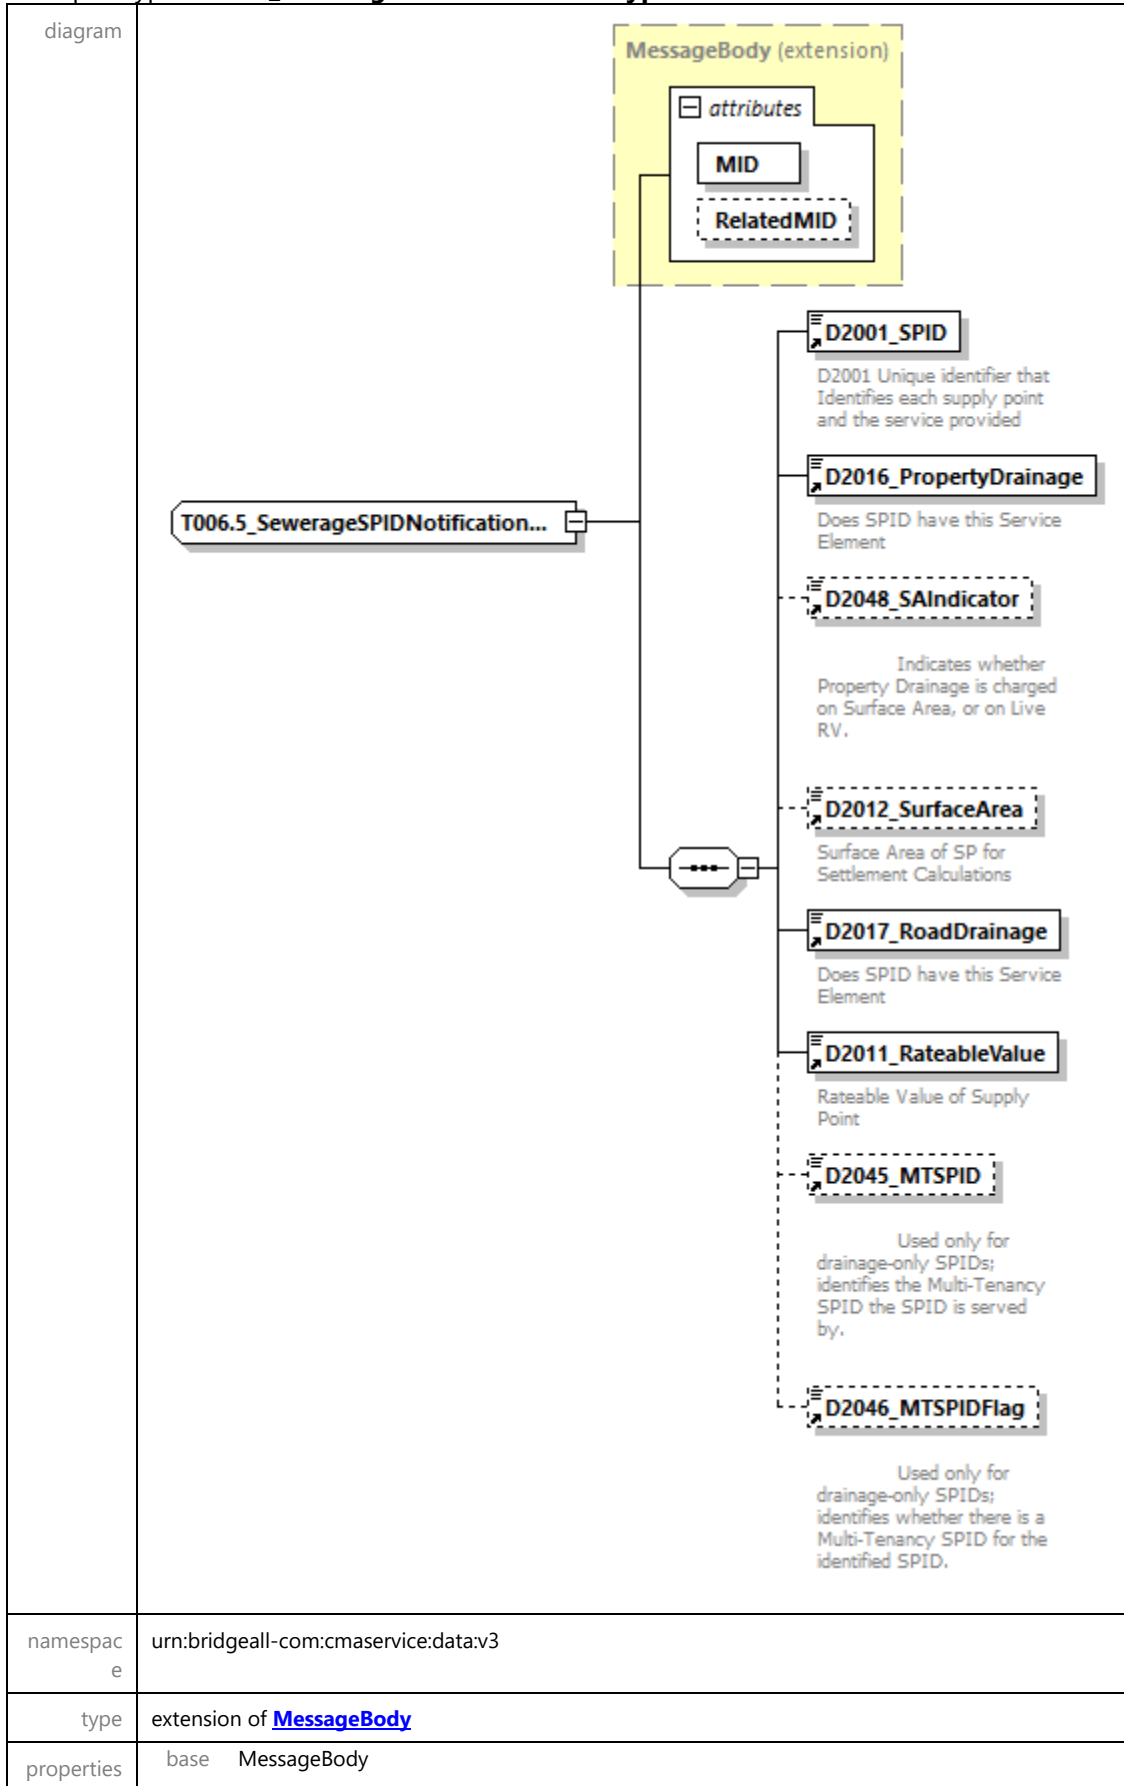 diagram
MessageBody (extension)
attributes
MID
RelatedMID
D2001_SPID
D2001 Unique identifier that
Identifies each supply point
and the service provided
D2016_PropertyDrainage
Does SPID have this Service
Element
T006.5_SewerageSPIDNotification...
D2048_SAIndicator
Indicates whether
Property Drainage is charged
on Surface Area, or on Live
RV.
D2012_SurfaceArea
Surface Area of SP for
Settlement Calculations
D2017_RoadDrainage
Does SPID have this Service
Element
D2011_RateableValue
Rateable Value of Supply
Point
D2045_MTSPID
Used only for
drainage-only SPIDs;
identifies the Multi-Tenancy
SPID the SPID is served
by.
D2046_MTSPIDFlag
Used only for
drainage-only SPIDs;
identifies whether there is a
Multi-Tenancy SPID for the
identified SPID.
namespac
e
urn:bridgeall-com:cmaservice:data:v3
type
extension of MessageBody
properties
base MessageBody